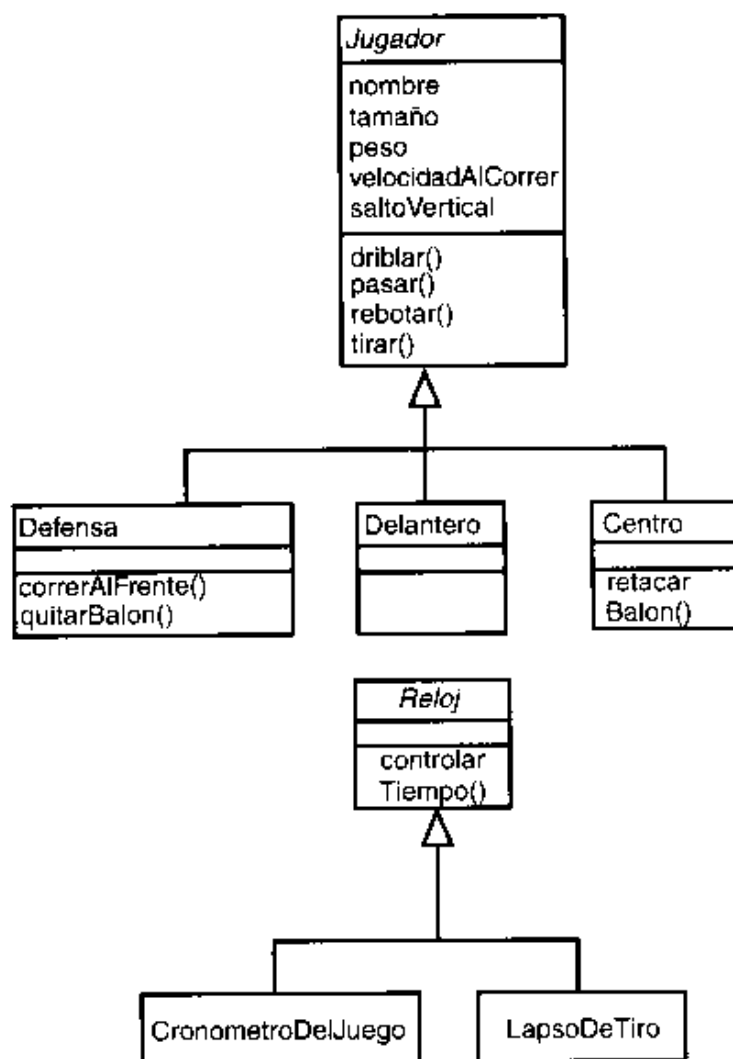 Jugador
nombre
tamaño
peso
velocidadAlCorrer
saltoVertical
driblar()
pasar()
rebotar()
tirar()
Defensa
correrAlFrente()
quitarBalon()
Delantero
Centro
retacar
Balon()
Reloj
controlar
Tiempo()
CronometroDelJuego
LapsoDeTiro